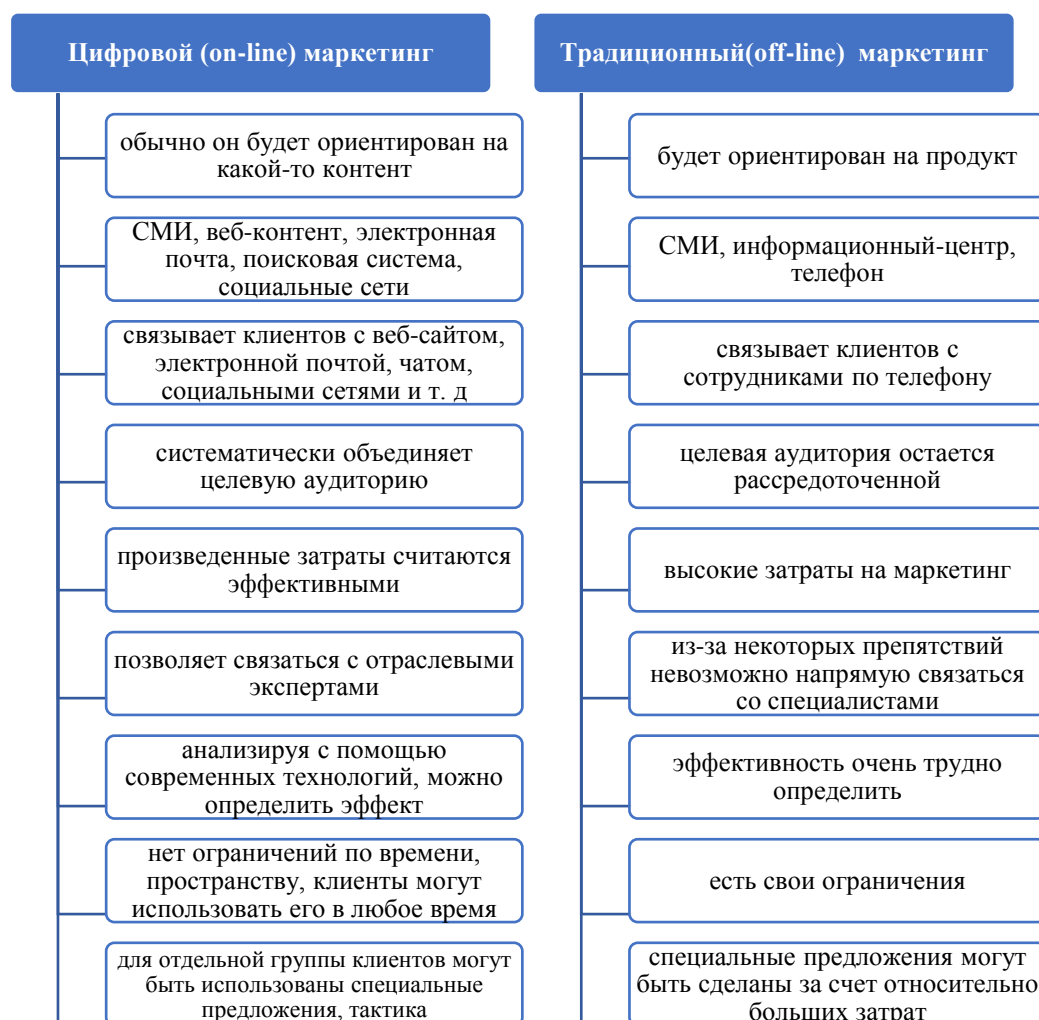 Цифровой (on-line) маркетинг
обычно он будет ориентирован на
какой-то контент
СМИ, веб-контент, электронная
почта, поисковая система,
социальные сети
связывает клиентов с веб-сайтом,
электронной почтой, чатом,
социальными сетями и т. д
систематически объединяет
целевую аудиторию
произведенные затраты считаются
эффективными
позволяет связаться с отраслевыми
экспертами
анализируя с помощью
современных технологий, можно
определить эффект
нет ограничений по времени,
пространству, клиенты могут
использовать его в любое время
для отдельной группы клиентов могут
быть использованы специальные
предложения, тактика
Традиционный(off-line) маркетинг
будет ориентирован на продукт
СМИ, информационный-центр,
телефон
связывает клиентов с
сотрудниками по телефону
целевая аудитория остается
рассредоточенной
высокие затраты на маркетинг
из-за некоторых препятствий
невозможно напрямую связаться
со специалистами
эффективность очень трудно
определить
есть свои ограничения
специальные предложения могут
быть сделаны за счет относительно
больших затрат